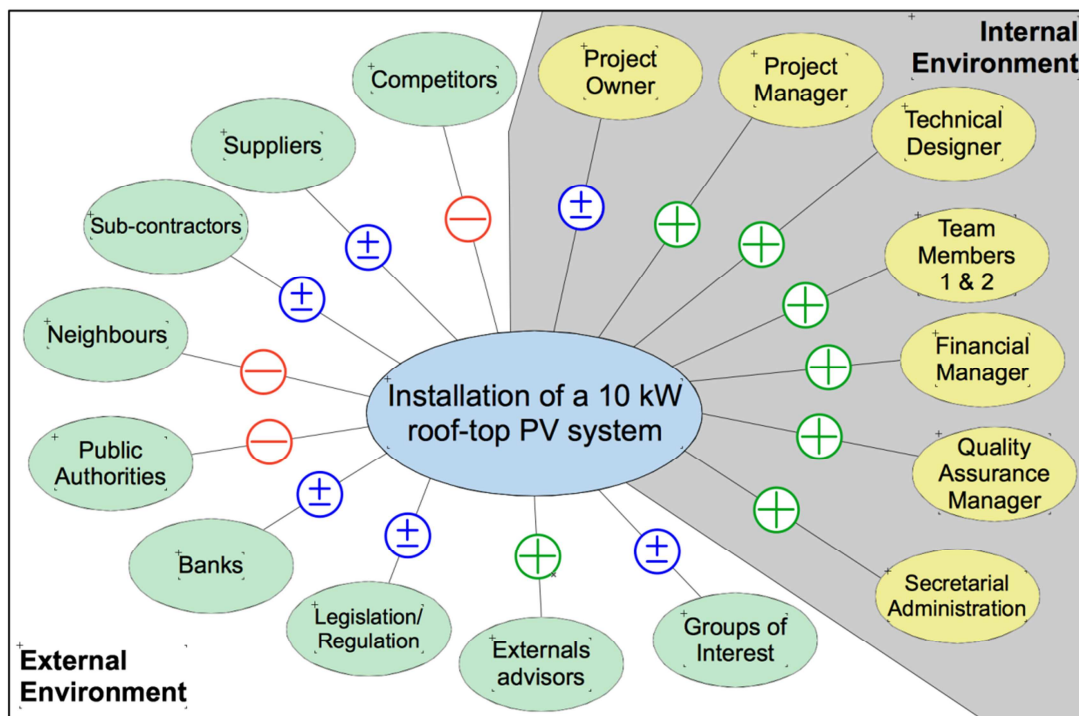 Internal
Environment
Competitors
Project
Owner
Project
Manager
Technical
Designer
Suppliers
Sub-contractors
Team
Members
1 & 2
Neighbours
Financial
Manager
Installation of a 10 kW
roof-top PV system
Public
Authorities
Quality
Assurance
Manager
Banks
Secretarial
Administration
Legislation/
Regulation
Externals
advisors
Groups of
Interest
External
Environment